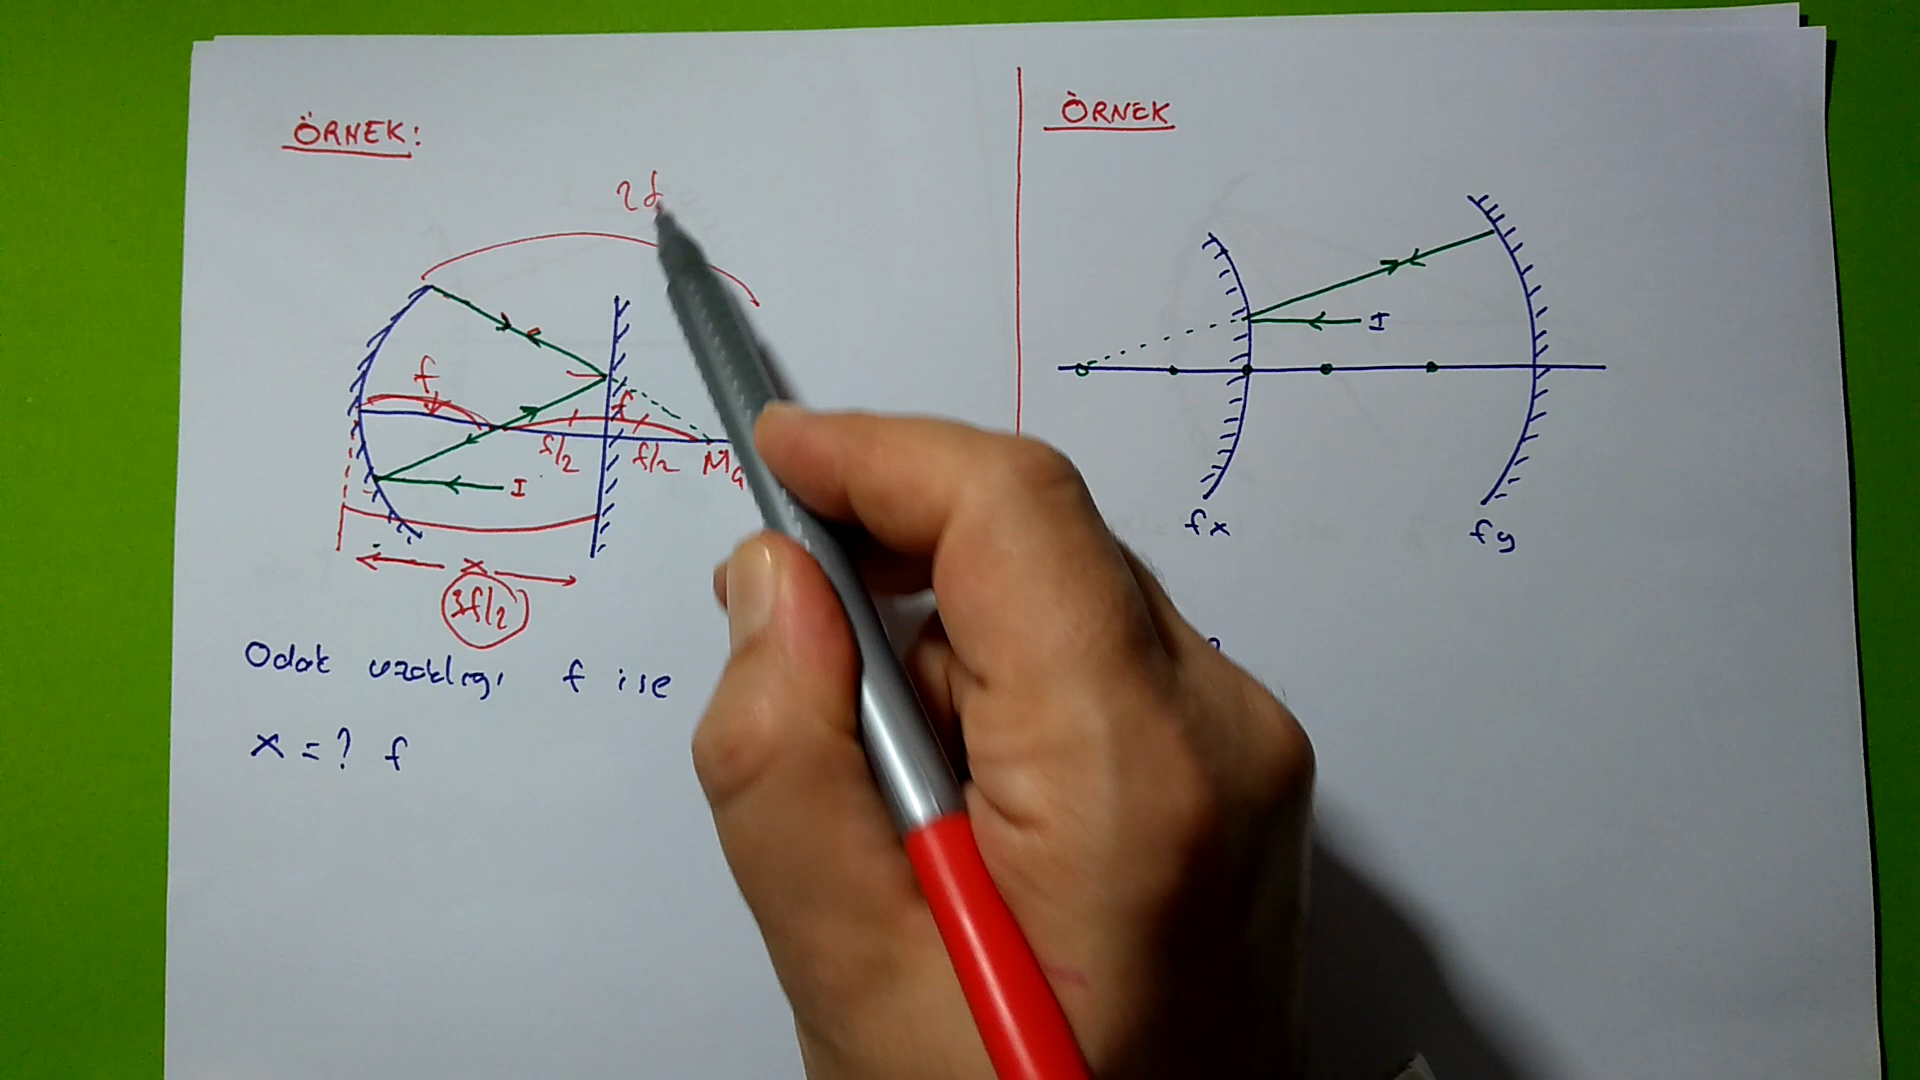 ÖRNEK:
2f
f
f
f/2
f/2
I
x
3f/2
Odak uzaklığı f ise
x = ? f
ÖRNEK
I
fx
fy
?